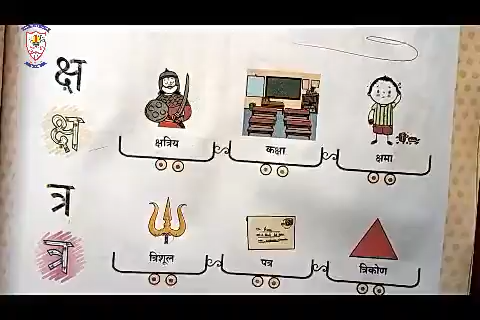 क्ष
क्षत्रिय
कक्षा
क्षमा
क्ष
त्र
त्रिशूल
पत्र
त्रिकोण
त्र